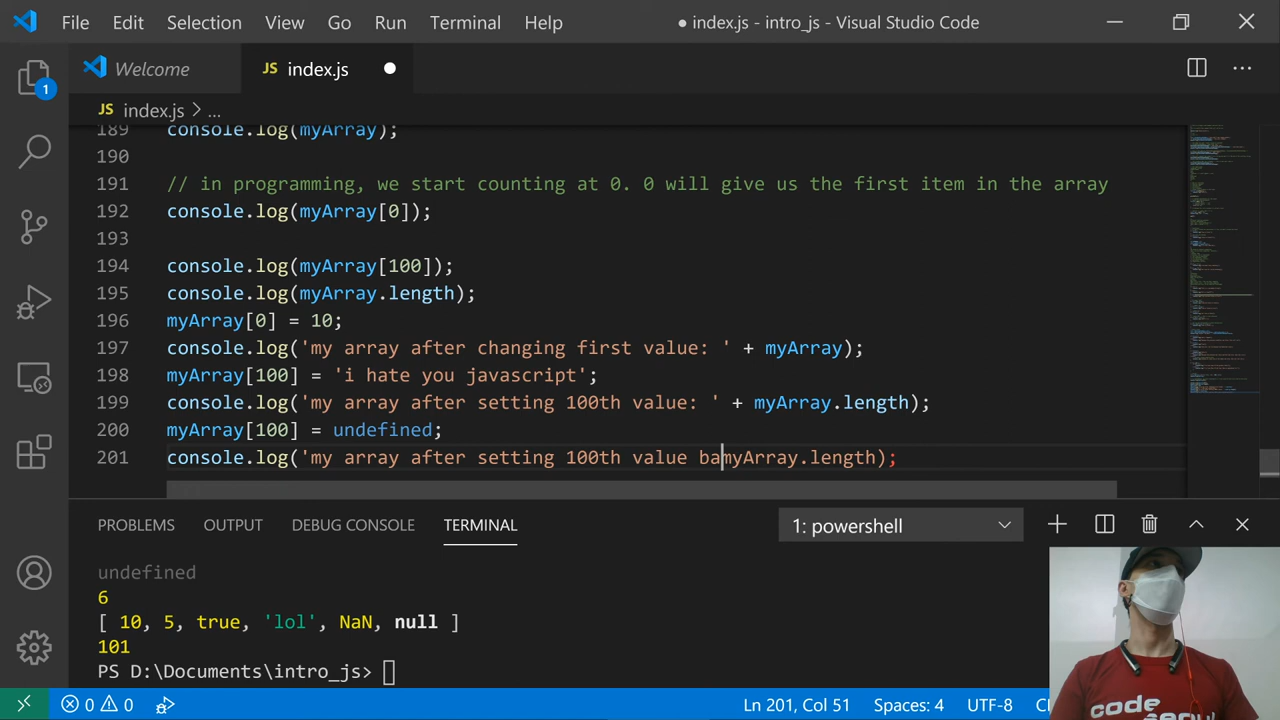 File Edit Selection View Go Run Terminal Help ● index.js - intro_js - Visual Studio Code
Welcome JS index.js
JS index.js > ...
189 console.log(myArray);
190
191 // in programming, we start counting at 0. 0 will give us the first item in the array
192 console.log(myArray[0]);
193
194 console.log(myArray[100]);
195 console.log(myArray.length);
196 myArray[0] = 10;
197 console.log('my array after changing first value: ' + myArray);
198 myArray[100] = 'i hate you javascript';
199 console.log('my array after setting 100th value: ' + myArray.length);
200 myArray[100] = undefined;
201 console.log('my array after setting 100th value bamyArray.length);
1
PROBLEMS OUTPUT DEBUG CONSOLE TERMINAL 1: powershell
undefined
6
[ 10, 5, true, 'lol', NaN, null ]
101
PS D:\Documents\intro_js>
0 0 Ln 201, Col 51 Spaces: 4 UTF-8
code